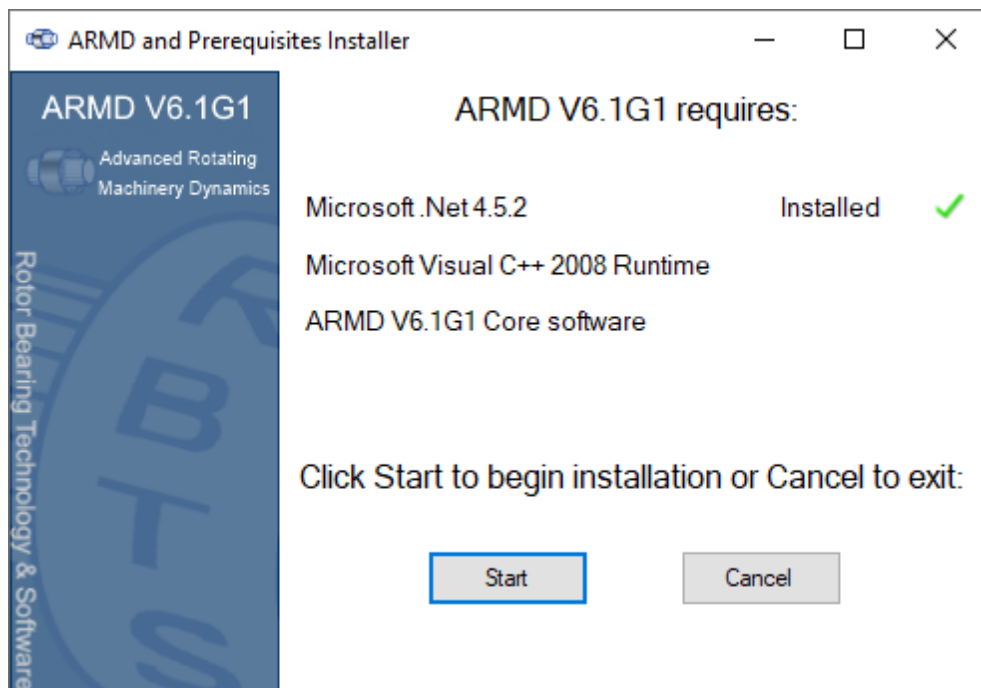 ARMD and Prerequisites Installer
ARMD V6.1G1
Advanced Rotating
Machinery Dynamics
Rotor Bearing Technology & Software
RBTS
ARMD V6.1G1 requires:
Microsoft .Net 4.5.2 Installed
Microsoft Visual C++ 2008 Runtime
ARMD V6.1G1 Core software
Click Start to begin installation or Cancel to exit:
Start Cancel